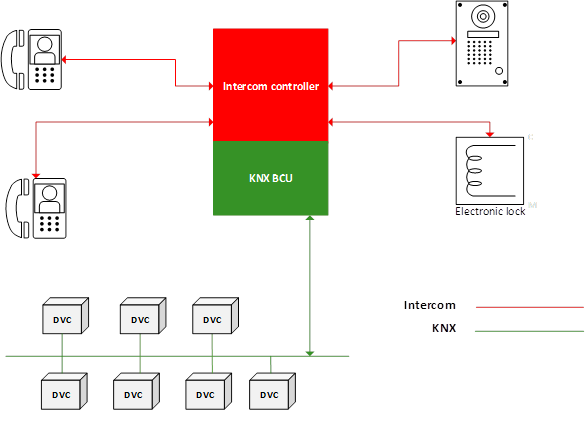 Intercom controller
KNX BCU
C
Electronic lock
M
Intercom
KNX
DVC
DVC
DVC
DVC
DVC
DVC
DVC